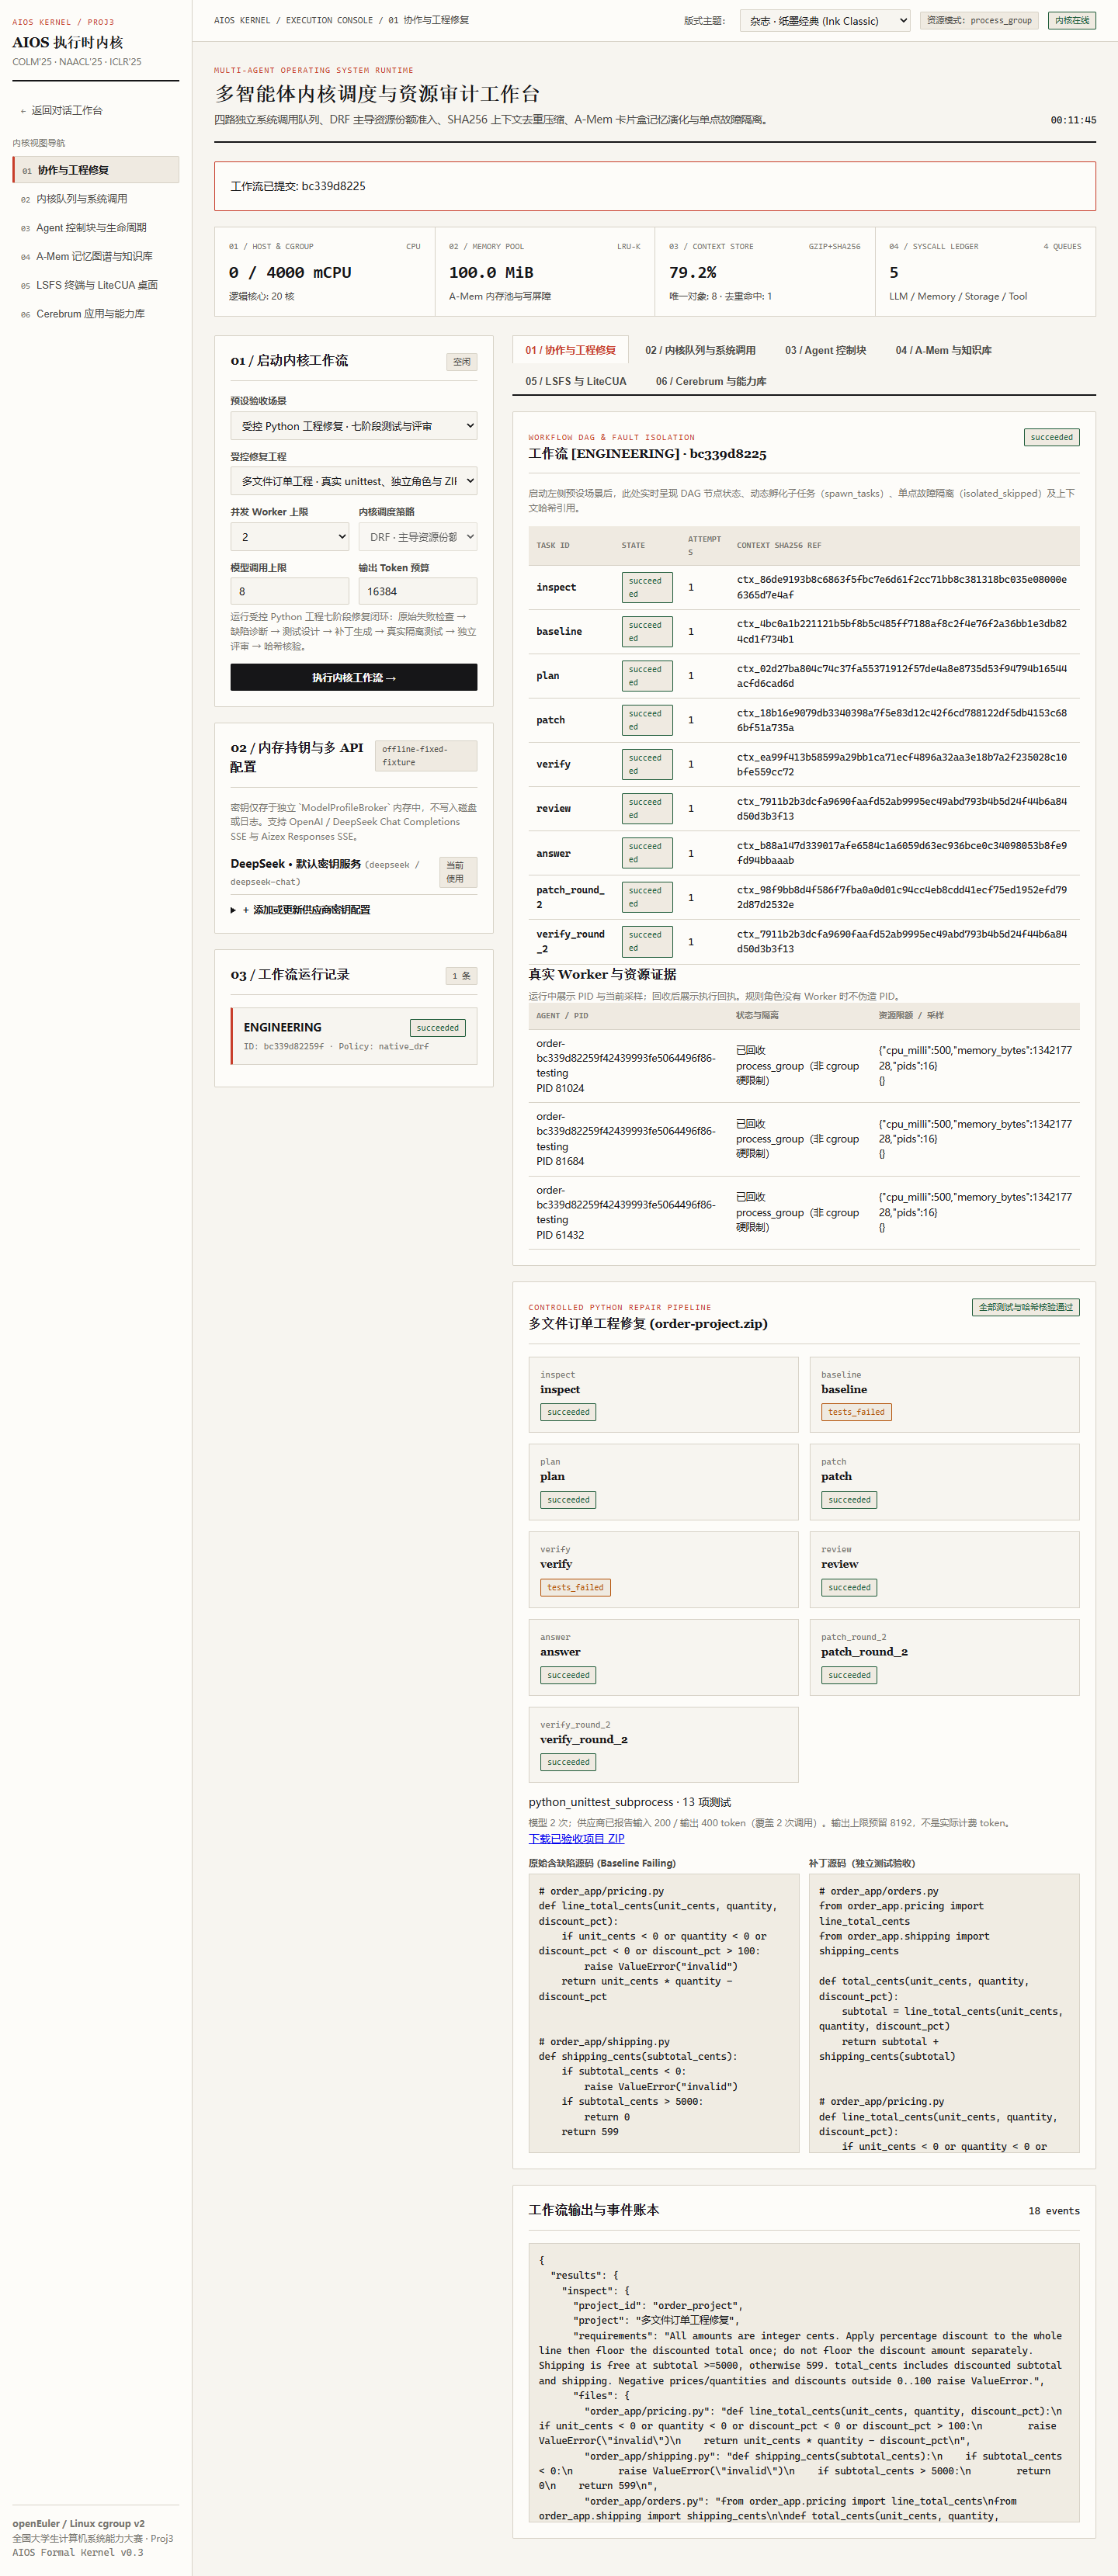 AIOS KERNEL / PROJ3
AIOS 执行时内核
COLM'25 · NAACL'25 · ICLR'25
← 返回对话工作台
内核视图导航
01 协作与工程修复
02 内核队列与系统调用
03 Agent 控制块与生命周期
04 A-Mem 记忆图谱与知识库
05 LSFS 终端与 LiteCUA 桌面
06 Cerebrum 应用与能力库
AIOS KERNEL / EXECUTION CONSOLE / 01 协作与工程修复
版式主题:
杂志 · 纸墨经典 (Ink Classic)
资源模式: process_group
内核在线
MULTI-AGENT OPERATING SYSTEM RUNTIME
多智能体内核调度与资源审计工作台
四路独立系统调用队列、DRF 主导资源份额准入、SHA256 上下文去重压缩、A-Mem 卡片盒记忆演化与单点故障隔离。
00:11:45
工作流已提交: bc339d8225
01 / HOST & CGROUP CPU
0 / 4000 mCPU
逻辑核心: 20 核
02 / MEMORY POOL LRU-K
100.0 MiB
A-Mem 内存池与写屏障
03 / CONTEXT STORE GZIP+SHA256
79.2%
唯一对象: 8 · 去重命中: 1
04 / SYSCALL LEDGER 4 QUEUES
5
LLM / Memory / Storage / Tool
01 / 启动内核工作流
空闲
预设验收场景
受控 Python 工程修复 · 七阶段测试与评审
受控修复工程
多文件订单工程 · 真实 unittest、独立角色与 ZIP
并发 Worker 上限 内核调度策略
2 DRF · 主导资源份额
模型调用上限 输出 Token 预算
8 16384
运行受控 Python 工程七阶段修复闭环：原始失败检查 →
缺陷诊断 → 测试设计 → 补丁生成 → 真实隔离测试 → 独立
评审 → 哈希核验。
执行内核工作流 →
02 / 内存持钥与多 API
配置
offline-fixed-
fixture
密钥仅存于独立 `ModelProfileBroker` 内存中，不写入磁盘
或日志。支持 OpenAI / DeepSeek Chat Completions
SSE 与 Aizex Responses SSE。
DeepSeek • 默认密钥服务 (deepseek /
deepseek-chat)
当前
使用
▶ + 添加或更新供应商密钥配置
03 / 工作流运行记录
1 条
ENGINEERING
succeeded
ID: bc339d82259f · Policy: native_drf
01 / 协作与工程修复
02 / 内核队列与系统调用
03 / Agent 控制块
04 / A-Mem 与知识库
05 / LSFS 与 LiteCUA
06 / Cerebrum 与能力库
WORKFLOW DAG & FAULT ISOLATION
工作流 [ENGINEERING] · bc339d8225
succeeded
启动左侧预设场景后，此处实时呈现 DAG 节点状态、动态孵化子任务（spawn_tasks）、单点故障隔离（isolated_skipped）及上下
文哈希引用。
TASK ID STATE ATTEMPT
S CONTEXT SHA256 REF
inspect succeed
ed 1 ctx_86de9193b8c6863f5fbc7e6d61f2cc71bb8c381318bc035e08000e
6365d7e4af
baseline succeed
ed 1 ctx_4bc0a1b221121b5bf8b5c485ff7188af8c2f4e76f2a36bb1e3db82
4cd1f734b1
plan succeed
ed 1 ctx_02d27ba804c74c37fa55371912f57de4a8e8735d53f94794b16544
acfd6cad6d
patch succeed
ed 1 ctx_18b16e9079db3340398a7f5e83d12c42f6cd788122df5db4153c68
6bf51a735a
verify succeed
ed 1 ctx_ea99f413b58599a29bb1ca71ecf4896a32aa3e18b7a2f235028c10
bfe559cc72
review succeed
ed 1 ctx_7911b2b3dcfa9690faafd52ab9995ec49abd793b4b5d24f44b6a84
d50d3b3f13
answer succeed
ed 1 ctx_b88a147d339017afe6584c1a6059d63ec936bce0c34098053b8fe9
fd94bbaaab
patch_round_
2 succeed
ed 1 ctx_98f9bb8d4f586f7fba0a0d01c94cc4eb8cdd41ecf75ed1952efd79
2d87d2532e
verify_round
_2 succeed
ed 1 ctx_7911b2b3dcfa9690faafd52ab9995ec49abd793b4b5d24f44b6a84
d50d3b3f13
真实 Worker 与资源证据
运行中展示 PID 与当前采样；回收后展示执行回执。规则角色没有 Worker 时不伪造 PID。
AGENT / PID 状态与隔离 资源限额 / 采样
order-
bc339d82259f42439993fe5064496f86-
testing
PID 81024
已回收
process_group（非 cgroup
硬限制）
{"cpu_milli":500,"memory_bytes":1342177
28,"pids":16}
{}
order-
bc339d82259f42439993fe5064496f86-
testing
PID 81684
已回收
process_group（非 cgroup
硬限制）
{"cpu_milli":500,"memory_bytes":1342177
28,"pids":16}
{}
order-
bc339d82259f42439993fe5064496f86-
testing
PID 61432
已回收
process_group（非 cgroup
硬限制）
{"cpu_milli":500,"memory_bytes":1342177
28,"pids":16}
{}
CONTROLLED PYTHON REPAIR PIPELINE
多文件订单工程修复 (order-project.zip)
全部测试与哈希核验通过
inspect
inspect
succeeded
baseline
baseline
tests_failed
plan
plan
succeeded
patch
patch
succeeded
verify
verify
tests_failed
review
review
succeeded
answer
answer
succeeded
patch_round_2
patch_round_2
succeeded
verify_round_2
verify_round_2
succeeded
python_unittest_subprocess · 13 项测试
模型 2 次；供应商已报告输入 200 / 输出 400 token（覆盖 2 次调用）。输出上限预留 8192，不是实际计费 token。
下载已验收项目 ZIP
原始含缺陷源码 (Baseline Failing)
# order_app/pricing.py
def line_total_cents(unit_cents, quantity,
discount_pct):
    if unit_cents < 0 or quantity < 0 or
discount_pct < 0 or discount_pct > 100:
        raise ValueError("invalid")
    return unit_cents * quantity -
discount_pct
# order_app/shipping.py
def shipping_cents(subtotal_cents):
    if subtotal_cents < 0:
        raise ValueError("invalid")
    if subtotal_cents > 5000:
        return 0
    return 599
补丁源码 (独立测试验收)
# order_app/orders.py
from order_app.pricing import
line_total_cents
from order_app.shipping import
shipping_cents
def total_cents(unit_cents, quantity,
discount_pct):
    subtotal = line_total_cents(unit_cents,
quantity, discount_pct)
    return subtotal +
shipping_cents(subtotal)
# order_app/pricing.py
def line_total_cents(unit_cents, quantity,
discount_pct):
    if unit_cents < 0 or quantity < 0 or
工作流输出与事件账本
18 events
{
  "results": {
    "inspect": {
      "project_id": "order_project",
      "project": "多文件订单工程修复",
      "requirements": "All amounts are integer cents. Apply percentage discount to the whole
line then floor the discounted total once; do not floor the discount amount separately.
Shipping is free at subtotal >=5000, otherwise 599. total_cents includes discounted subtotal
and shipping. Negative prices/quantities and discounts outside 0..100 raise ValueError.",
      "files": {
        "order_app/pricing.py": "def line_total_cents(unit_cents, quantity, discount_pct):\n
if unit_cents < 0 or quantity < 0 or discount_pct < 0 or discount_pct > 100:\n        raise
ValueError(\"invalid\")\n    return unit_cents * quantity - discount_pct\n",
        "order_app/shipping.py": "def shipping_cents(subtotal_cents):\n    if subtotal_cents
< 0:\n        raise ValueError(\"invalid\")\n    if subtotal_cents > 5000:\n        return
0\n    return 599\n",
        "order_app/orders.py": "from order_app.pricing import line_total_cents\nfrom
order_app.shipping import shipping_cents\n\ndef total_cents(unit_cents, quantity,
openEuler / Linux cgroup v2
全国大学生计算机系统能力大赛 · Proj3
AIOS Formal Kernel v0.3